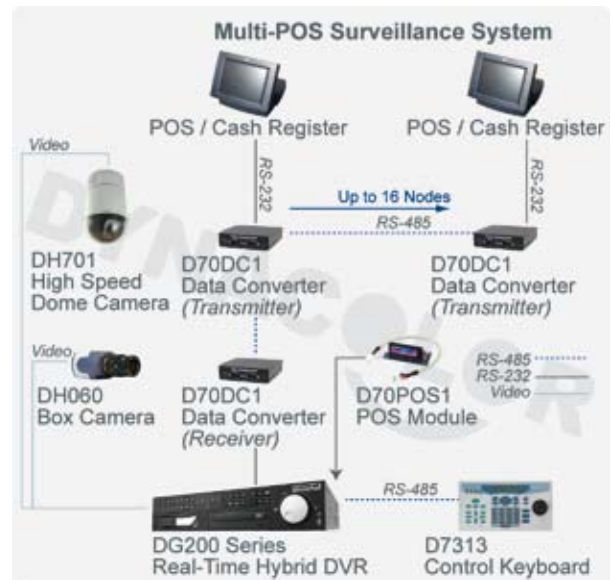 Multi-POS Surveillance System
POS / Cash Register
POS / Cash Register
Video
RS-232
RS-232
Up to 16 Nodes
RS-485
DH701
High Speed
Dome Camera
D70DC1
Data Converter
(Transmitter)
D70DC1
Data Converter
(Transmitter)
Video
DH060
Box Camera
D70DC1
Data Converter
(Receiver)
D70POS1
POS Module
RS-485
RS-232
Video
RS-485
DG200 Series
Real-Time Hybrid DVR
D7313
Control Keyboard
DYNACOLOR